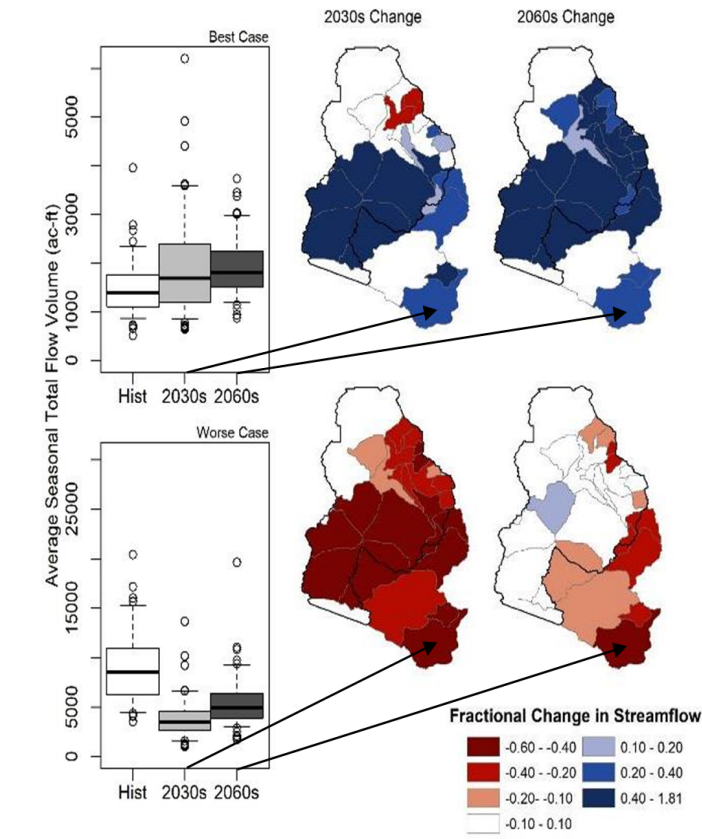 2030s Change
2060s Change
Best Case
Average Seasonal Total Flow Volume (ac-ft)
5000
3000
1000
0
Hist 2030s 2060s
Worse Case
25000
15000
5000
0
Hist 2030s 2060s
Fractional Change in Streamflow
-0.60 - -0.40
0.10 - 0.20
-0.40 - -0.20
0.20 - 0.40
-0.20- -0.10
0.40 - 1.81
-0.10 - 0.10